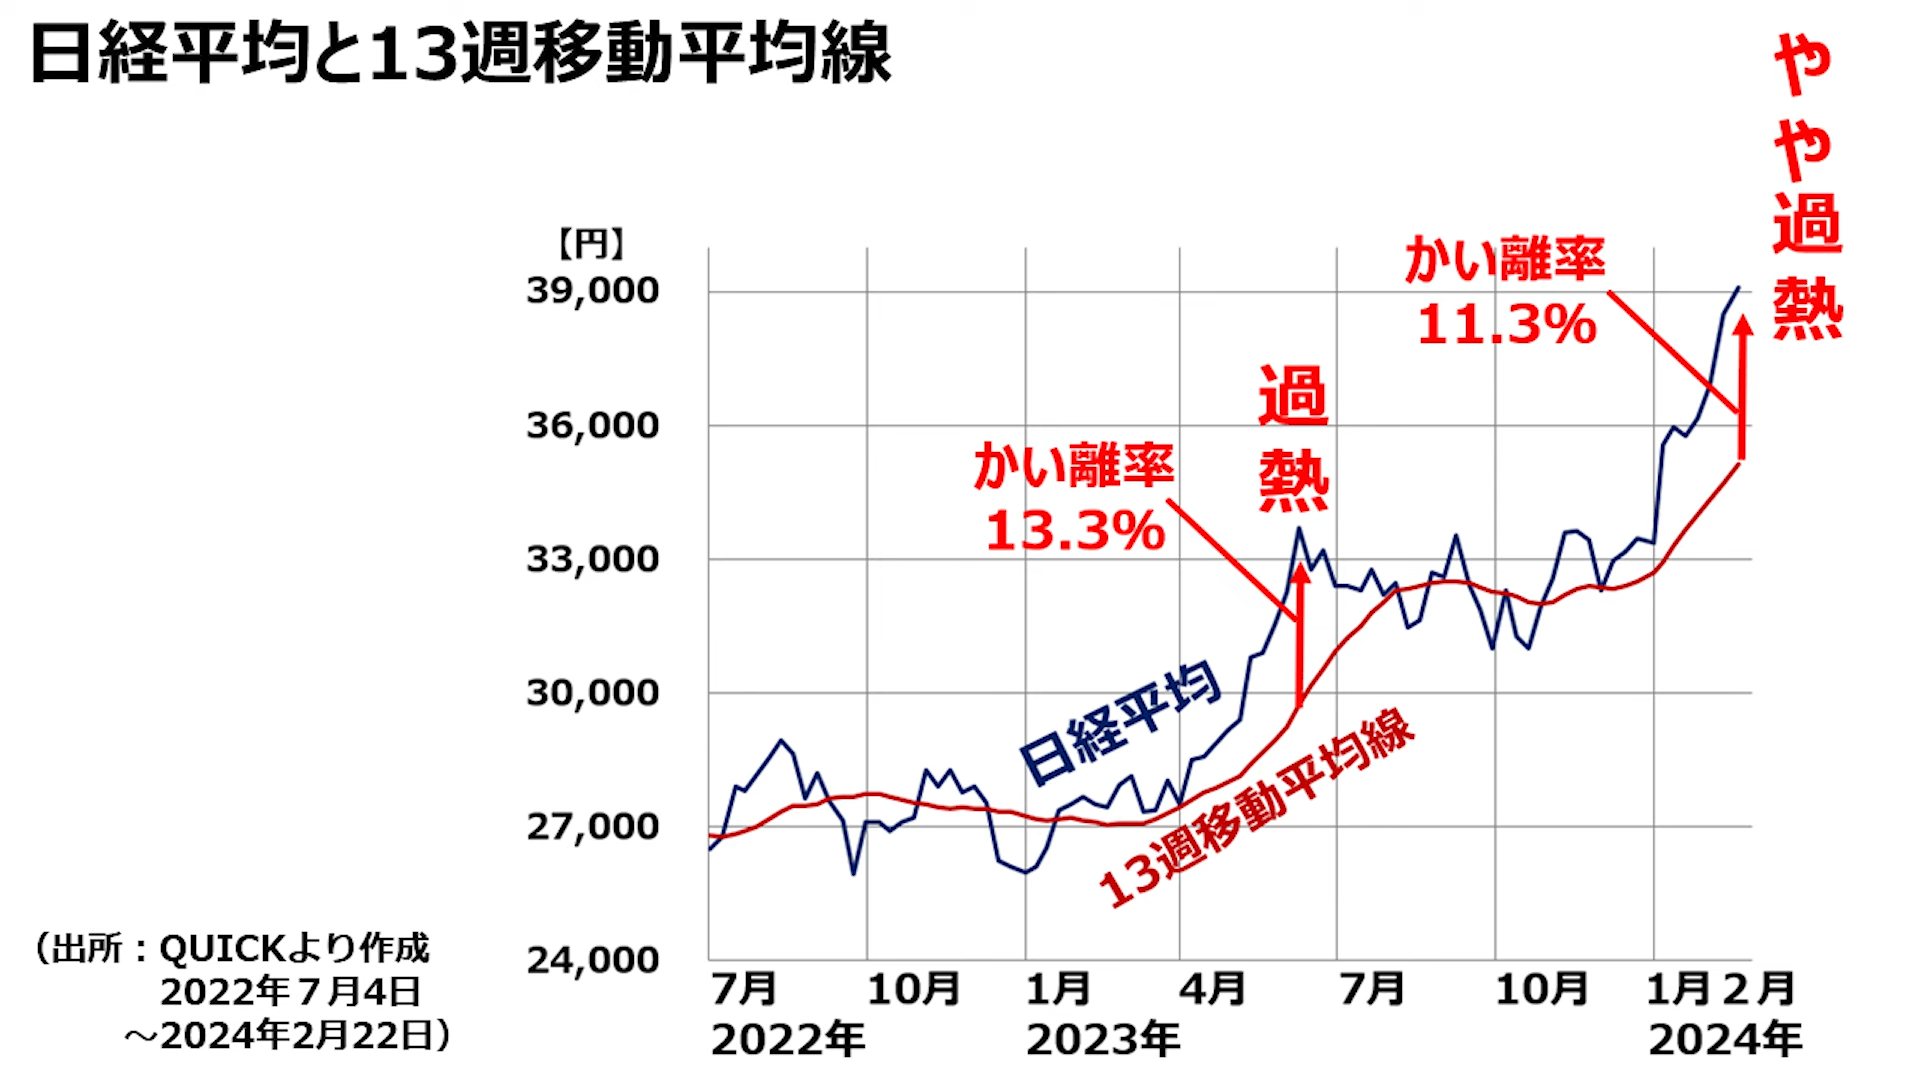 日経平均と13週移動平均線
やや過熱
【円】
39,000
36,000
33,000
30,000
27,000
24,000
かい離率
11.3%
過熱
かい離率
13.3%
日経平均
13週移動平均線
7月
10月
1月
4月
7月
10月
1月
2月
2022年
2023年
2024年
(出所：QUICKより作成
2022年７月4日
～2024年2月22日)